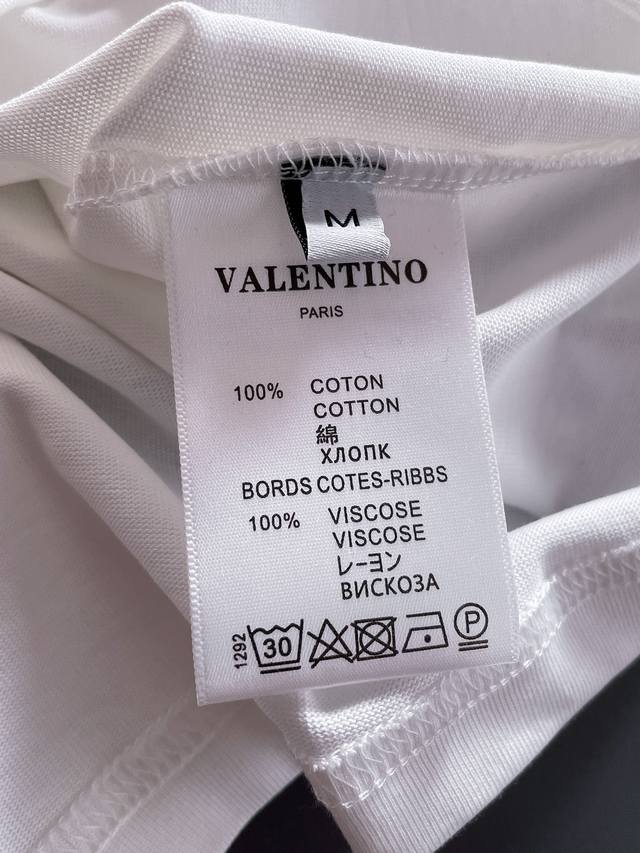 M
VALENTINO
PARIS
100% COTON
COTTON
綿
ХЛОПК
BORDS COTES-RIBBS
100% VISCOSE
VISCOSE
レーヨン
ВИСКОЗА
1292
30
P